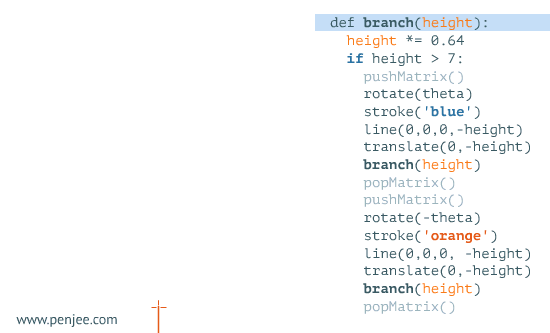 def branch(height):
height *= 0.64
if height > 7:
pushMatrix()
rotate(theta)
stroke('blue')
line(0,0,0,-height)
translate(0,-height)
branch(height)
popMatrix()
pushMatrix()
rotate(-theta)
stroke('orange')
line(0,0,0, -height)
translate(0,-height)
branch(height)
popMatrix()
www.penjee.com